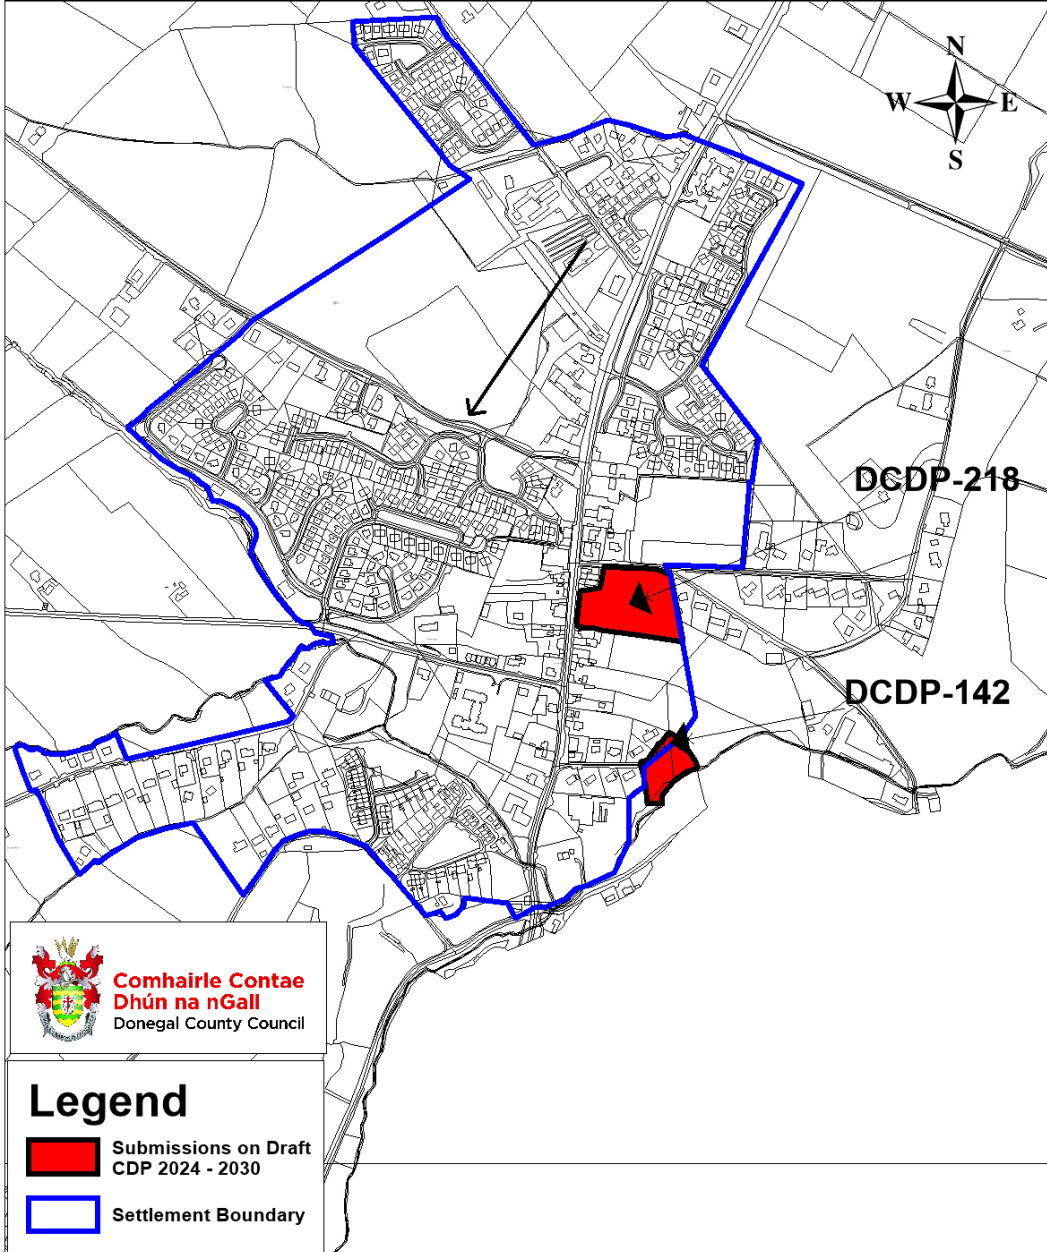 N
W E
S
DCDP-218
DCDP-142
Comhairle Contae
Dhún na nGall
Donegal County Council
Legend
Submissions on Draft
CDP 2024 - 2030
Settlement Boundary